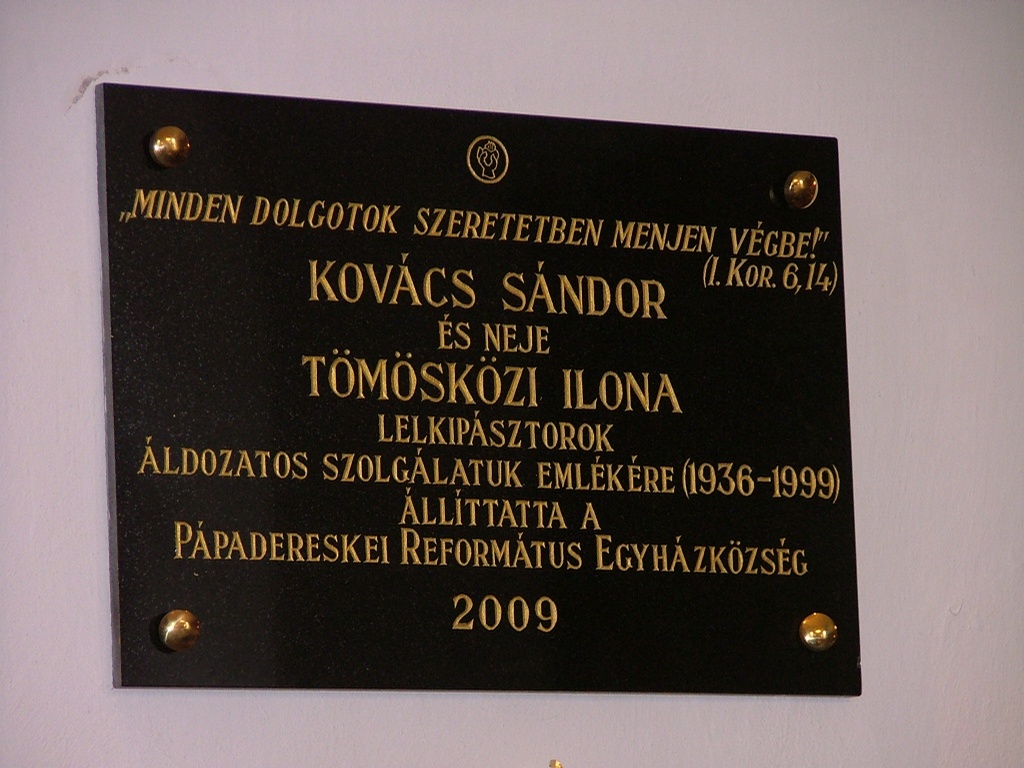 „MINDEN DOLGOTOK SZERETETBEN MENJEN VÉGBE!"
(I. KOR. 6, 14)
KOVÁCS SÁNDOR
ÉS NEJE
TÖMÖSKÖZI ILONA
LELKIPÁSZTOROK
ÁLDOZATOS SZOLGÁLATUK EMLÉKÉRE (1936-1999)
ÁLLÍTTATTA A
PÁPADERESKEI REFORMÁTUS EGYHÁZKÖZSÉG
2009